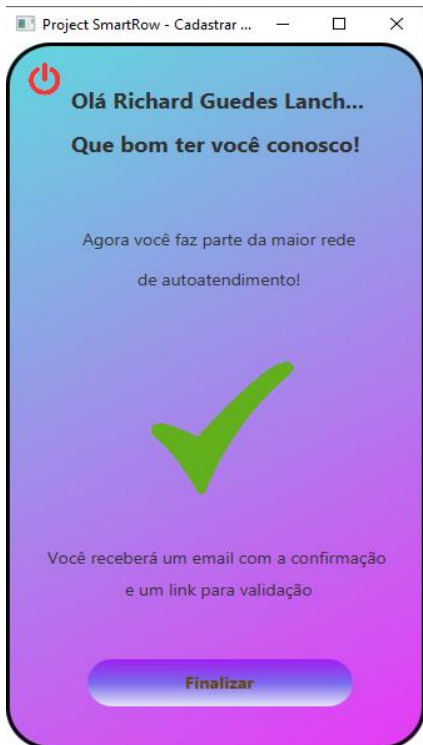 Project SmartRow - Cadastrar ...
Olá Richard Guedes Lanch...
Que bom ter você conosco!
Agora você faz parte da maior rede
de autoatendimento!
Você receberá um email com a confirmação
e um link para validação
Finalizar